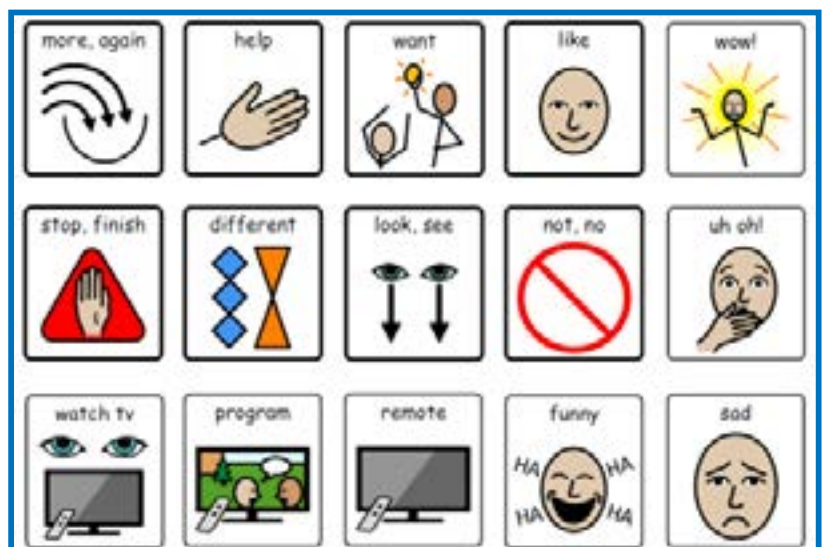 more, again help want like wow!
stop, finish different look, see not, no uh oh!
watch tv program remote funny sad
HA HA
HA HA